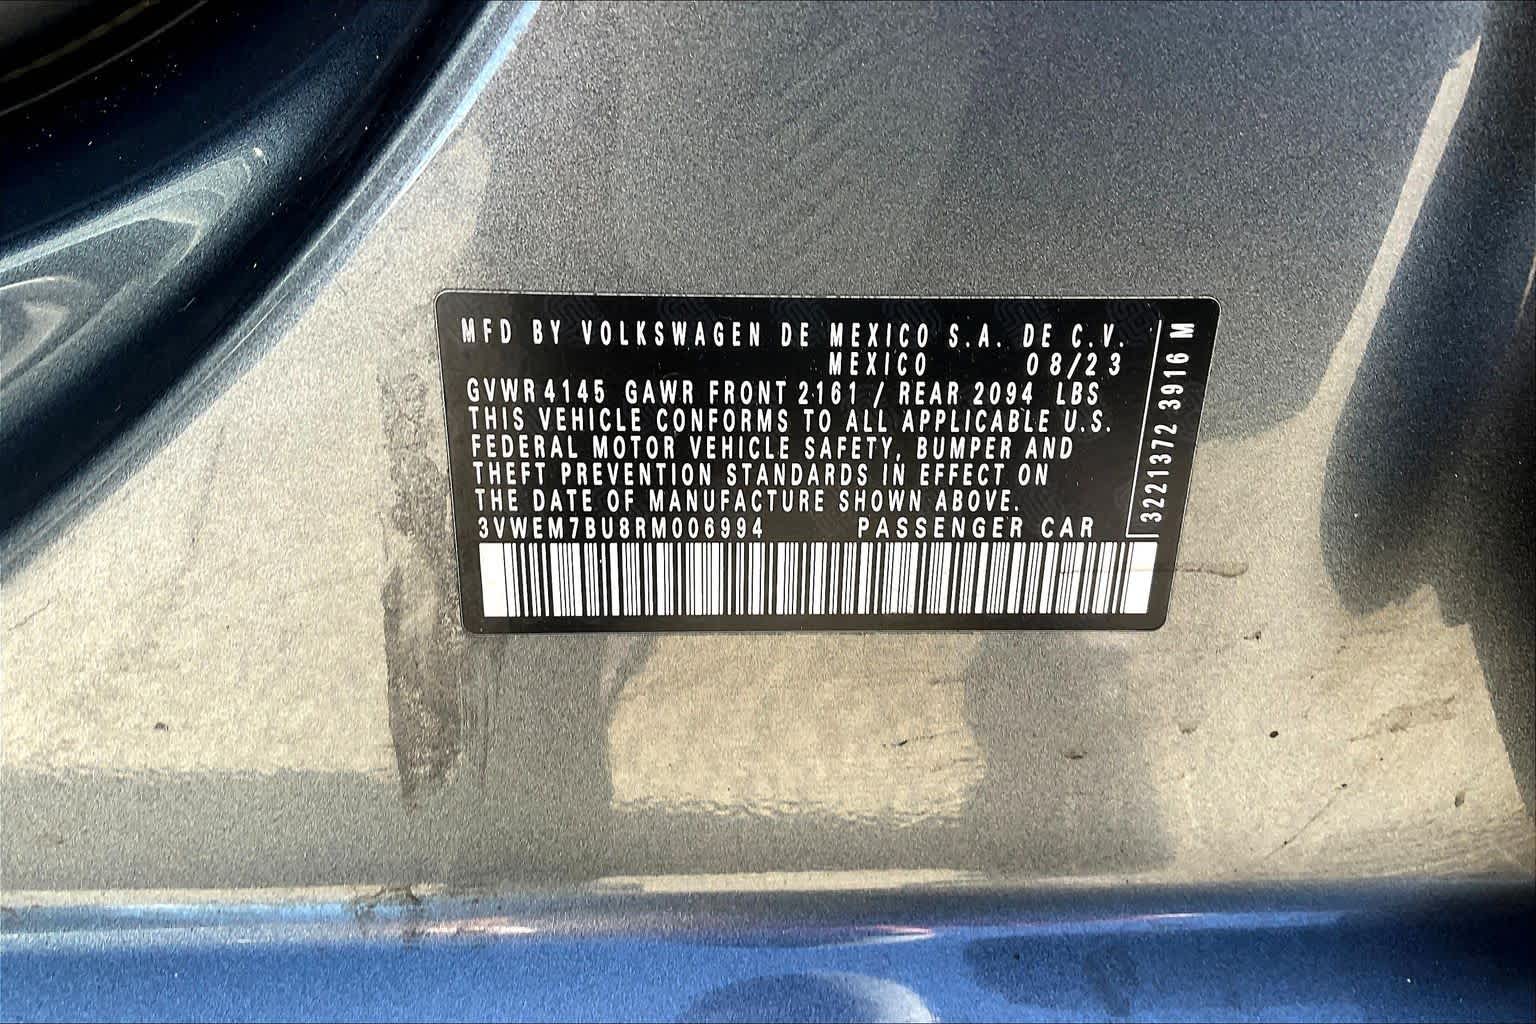 MFD BY VOLKSWAGEN DE MEXICO S.A. DE C.V.
MEXICO 08/23
GVWR 4145 GAWR FRONT 2161 / REAR 2094 LBS
THIS VEHICLE CONFORMS TO ALL APPLICABLE U.S.
FEDERAL MOTOR VEHICLE SAFETY, BUMPER AND
THEFT PREVENTION STANDARDS IN EFFECT ON
THE DATE OF MANUFACTURE SHOWN ABOVE.
3VWEM7BU8RM006994 PASSENGER CAR
3221372 3916 M